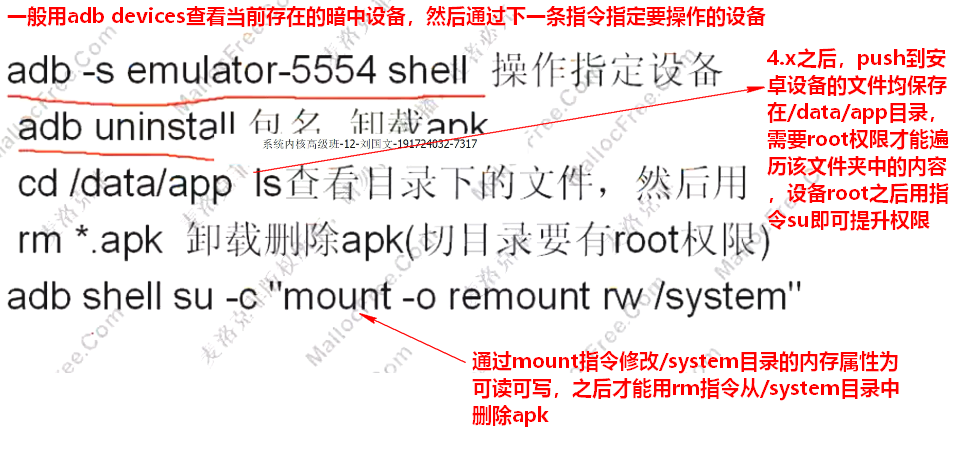 一般用adb devices查看当前存在的暗中设备，然后通过下一条指令指定要操作的设备
adb -s emulator-5554 shell 操作指定设备
adb uninstall 包名 卸载apk
系统内核高级班-12-刘国文-191724032-7317
cd /data/app ls查看目录下的文件，然后用
rm *.apk 卸载删除apk(切目录要有root权限)
adb shell su -c "mount -o remount rw /system"
4.x之后，push到安
卓设备的文件均保存
在/data/app目录，
需要root权限才能遍
历该文件夹中的内容
，设备root之后用指
令su即可提升权限
通过mount指令修改/system目录的内存属性为
可读可写，之后才能用rm指令从/system目录中
删除apk
MallocFree.Com